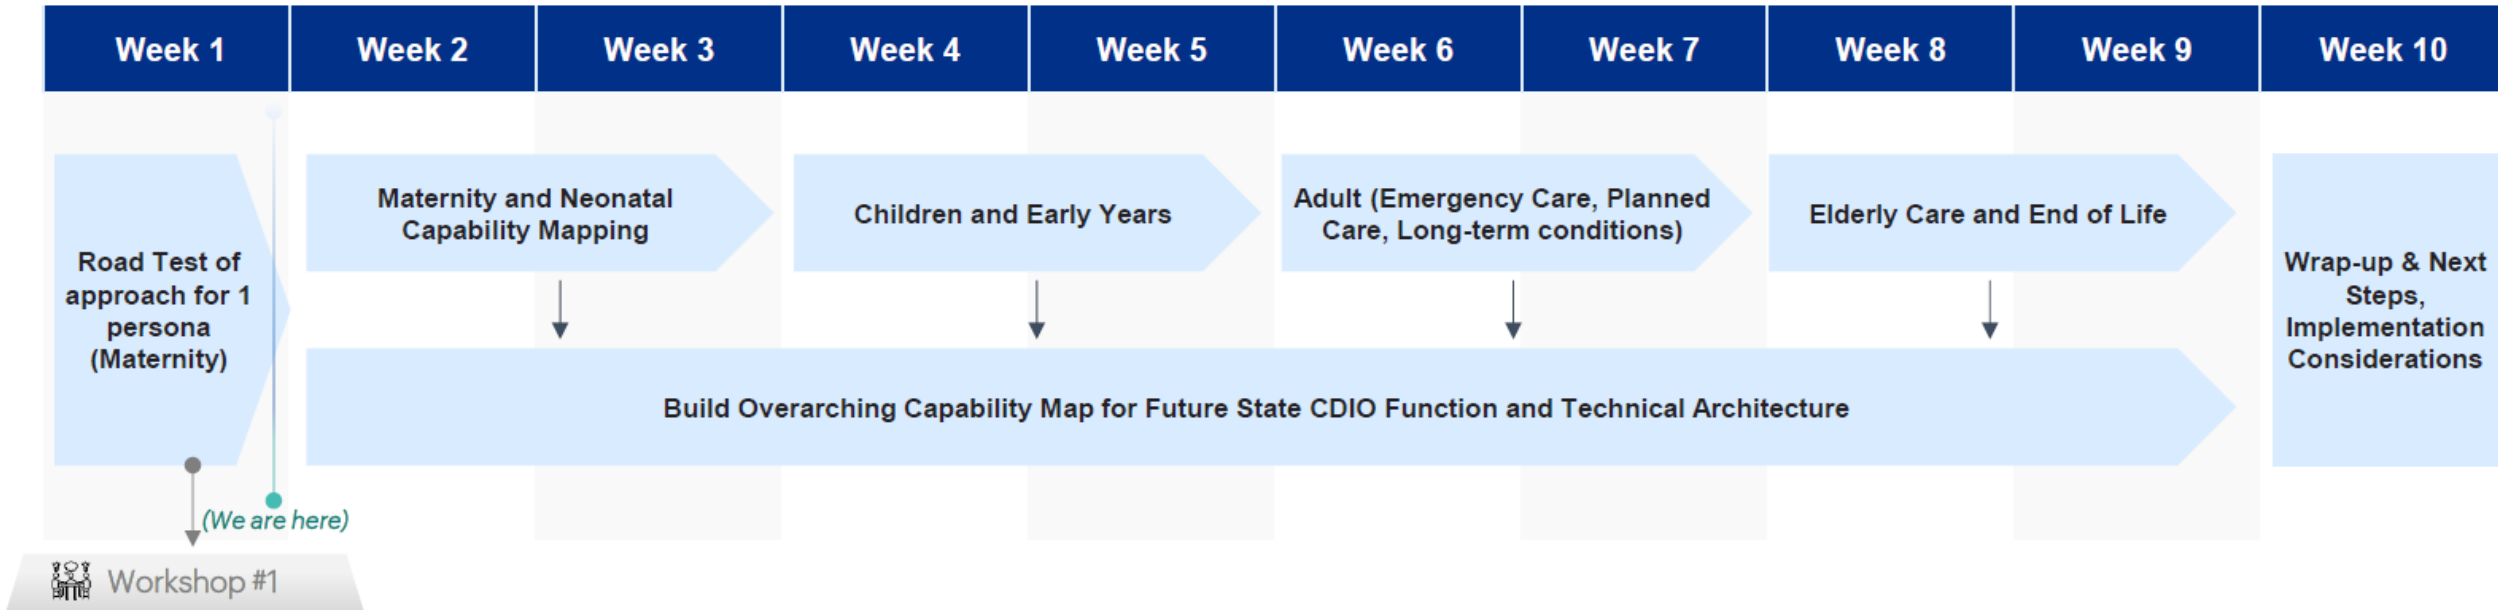 Week 1
Week 2
Week 3
Week 4
Week 5
Week 6
Week 7
Week 8
Week 9
Week 10
Road Test of
approach for 1
persona
(Maternity)
Maternity and Neonatal
Capability Mapping
Children and Early Years
Adult (Emergency Care, Planned
Care, Long-term conditions)
Elderly Care and End of Life
Wrap-up & Next
Steps,
Implementation
Considerations
Build Overarching Capability Map for Future State CDIO Function and Technical Architecture
(We are here)
Workshop #1